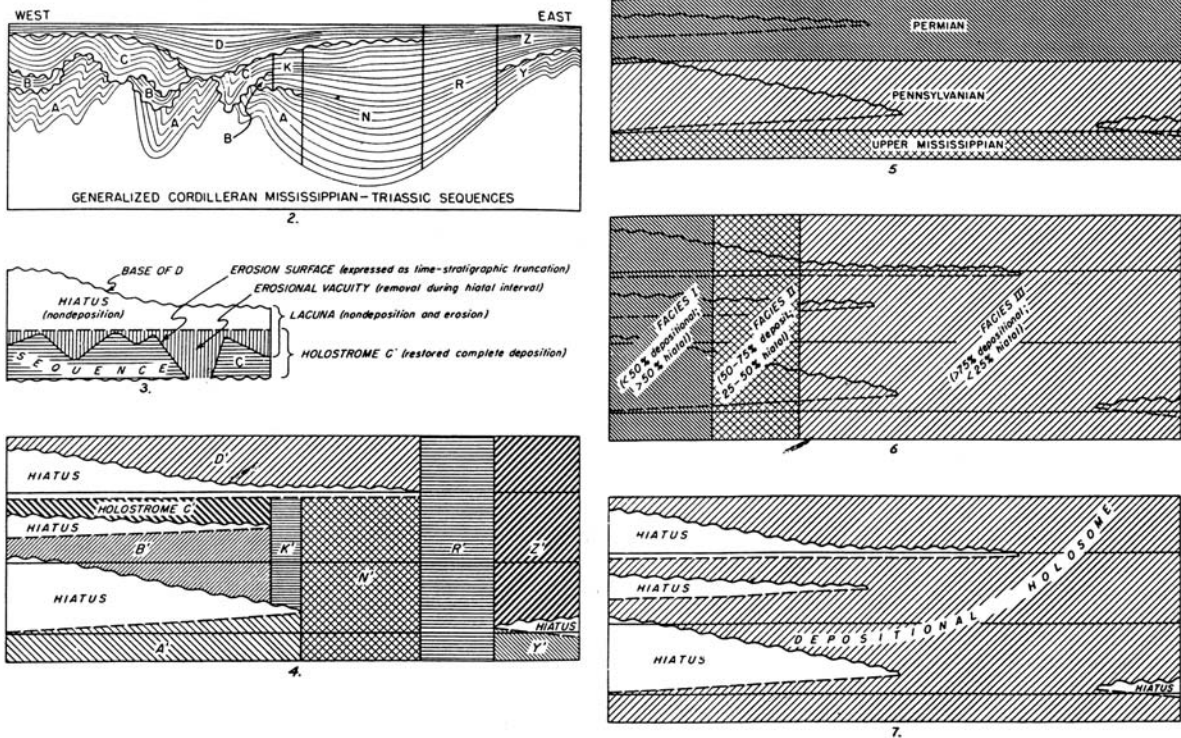 WEST
EAST
D
Z
C
C
K
Y
B
R
B
A
N
A
A
B
GENERALIZED CORDILLERAN MISSISSIPPIAN-TRIASSIC SEQUENCES
2.
BASE OF D
EROSION SURFACE (expressed as time-stratigraphic truncation)
EROSIONAL VACUITY (removal during hiatal interval)
HIATUS
(nondeposition)
LACUNA (nondeposition and erosion)
HOLOSTROME C' (restored complete deposition)
SEQUENCE
C
3.
D'
HIATUS
HOLOSTROME C'
HIATUS
B'
K'
N'
R'
Z'
HIATUS
HIATUS
A'
Y'
4.
PERMIAN
PENNSYLVANIAN
UPPER MISSISSIPPIAN
5
FACIES I
(<50% depositional;
>50% hiatal)
FACIES II
(50-75% deposit.;
25-50% hiatal)
FACIES III
(>75% depositional;
<25% hiatal)
6
HIATUS
HIATUS
DEPOSITIONAL HOLOSOME
HIATUS
HIATUS
7.